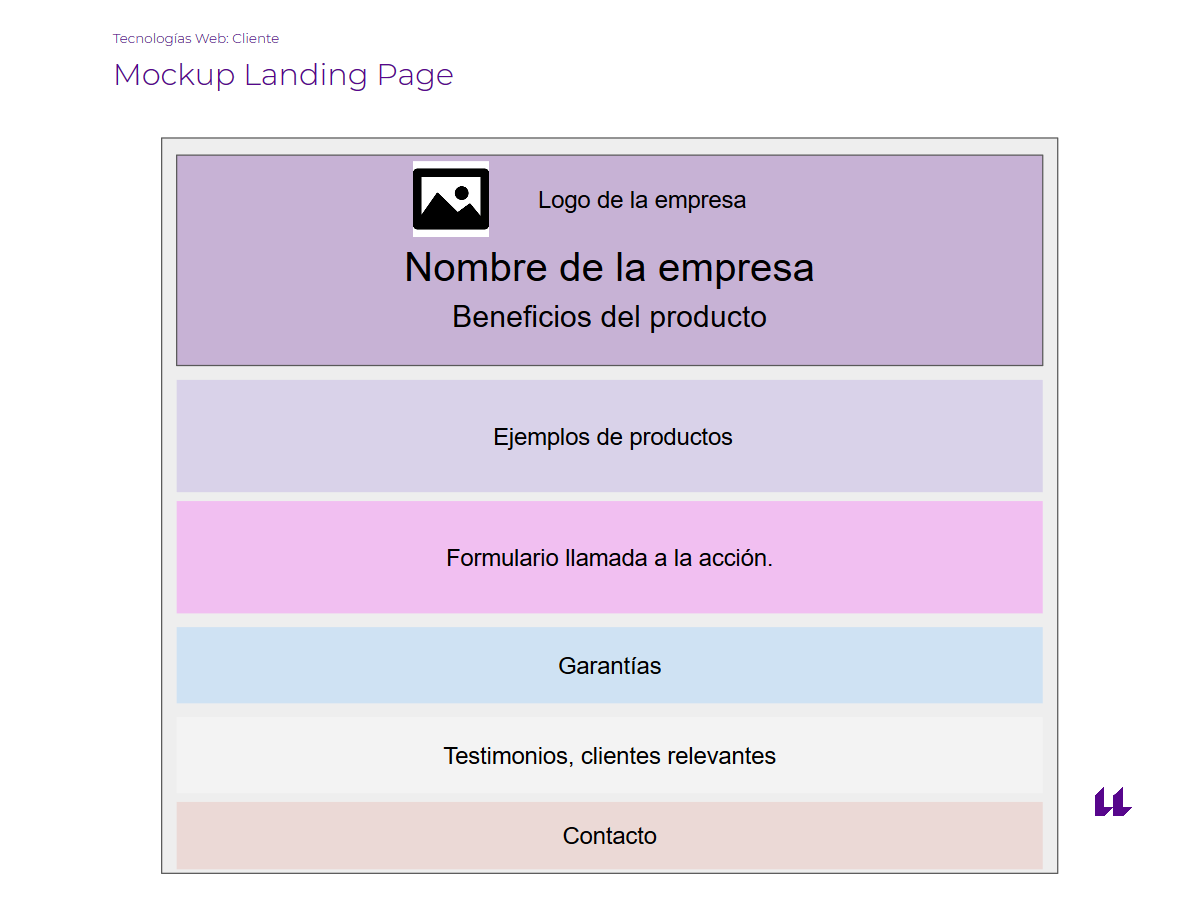 Tecnologías Web: Cliente
Mockup Landing Page
Logo de la empresa
Nombre de la empresa
Beneficios del producto
Ejemplos de productos
Formulario llamada a la acción.
Garantías
Testimonios, clientes relevantes
Contacto